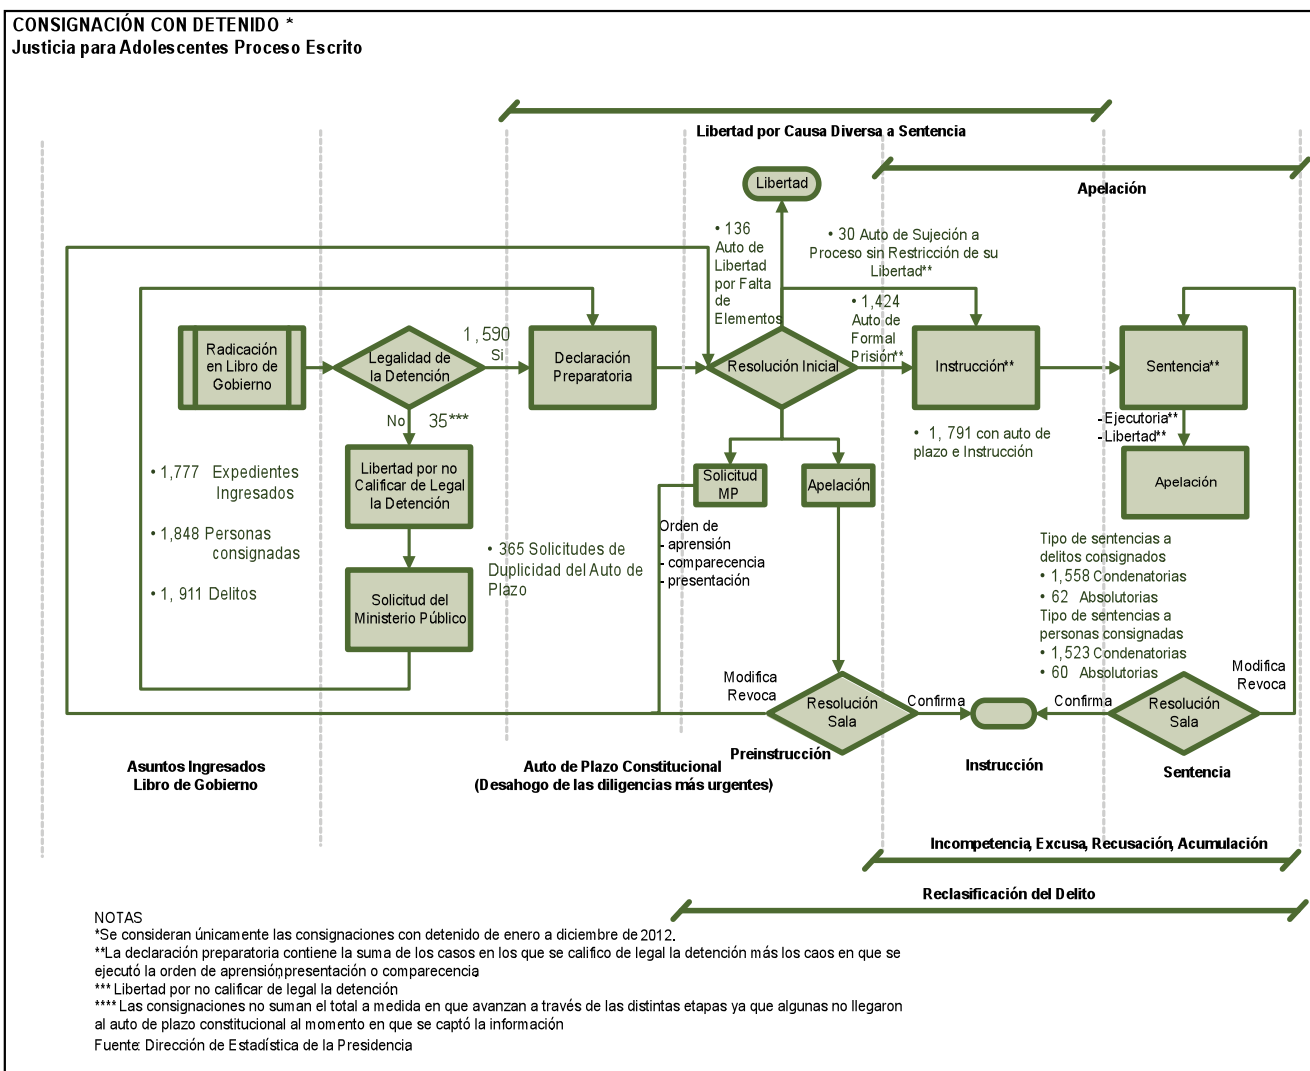 CONSIGNACIÓN CON DETENIDO *
Justicia para Adolescentes Proceso Escrito
Libertad por Causa Diversa a Sentencia
Apelación
Libertad
• 136
Auto de
Libertad
por Falta
de
Elementos
• 30 Auto de Sujeción a
Proceso sin Restricción de su
Libertad**
• 1,424
Auto de
Formal
Prisión**
Radicación
en Libro de
Gobierno
Legalidad de
la Detención
1,590
Si
Declaración
Preparatoria
Resolución Inicial
Instrucción**
Sentencia**
No
35***
- Ejecutoria**
- Libertad**
• 1, 791 con auto de
plazo e Instrucción
Libertad por no
Calificar de Legal
la Detención
Solicitud
MP
Apelación
Apelación
• 1,777 Expedientes
Ingresados
• 1,848 Personas
consignadas
• 1, 911 Delitos
Orden de
- aprensión
- comparecencia
- presentación
• 365 Solicitudes de
Duplicidad del Auto de
Plazo
Solicitud del
Ministerio Público
Tipo de sentencias a
delitos consignados
• 1,558 Condenatorias
• 62 Absolutorias
Tipo de sentencias a
personas consignadas
• 1,523 Condenatorias
• 60 Absolutorias
Modifica
Revoca
Resolución
Sala
Confirma
Confirma
Resolución
Sala
Modifica
Revoca
Asuntos Ingresados
Libro de Gobierno
Auto de Plazo Constitucional
(Desahogo de las diligencias más urgentes)
Preinstrucción
Instrucción
Sentencia
Incompetencia, Excusa, Recusación, Acumulación
Reclasificación del Delito
NOTAS
*Se consideran únicamente las consignaciones con detenido de enero a diciembre de 2012.
**La declaración preparatoria contiene la suma de los casos en los que se califico de legal la detención más los caos en que se
ejecutó la orden de aprensión,presentación o comparecencia.
*** Libertad por no calificar de legal la detención.
**** Las consignaciones no suman el total a medida en que avanzan a través de las distintas etapas ya que algunas no llegaron
al auto de plazo constitucional al momento en que se captó la información.
Fuente: Dirección de Estadística de la Presidencia.